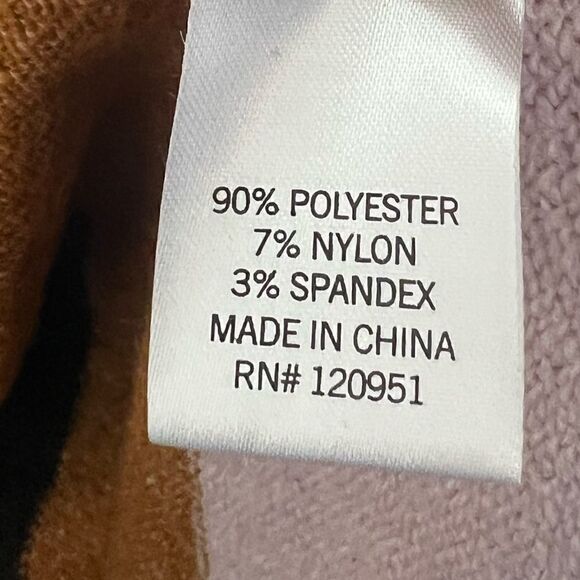 90% POLYESTER
7% NYLON
3% SPANDEX
MADE IN CHINA
RN# 120951